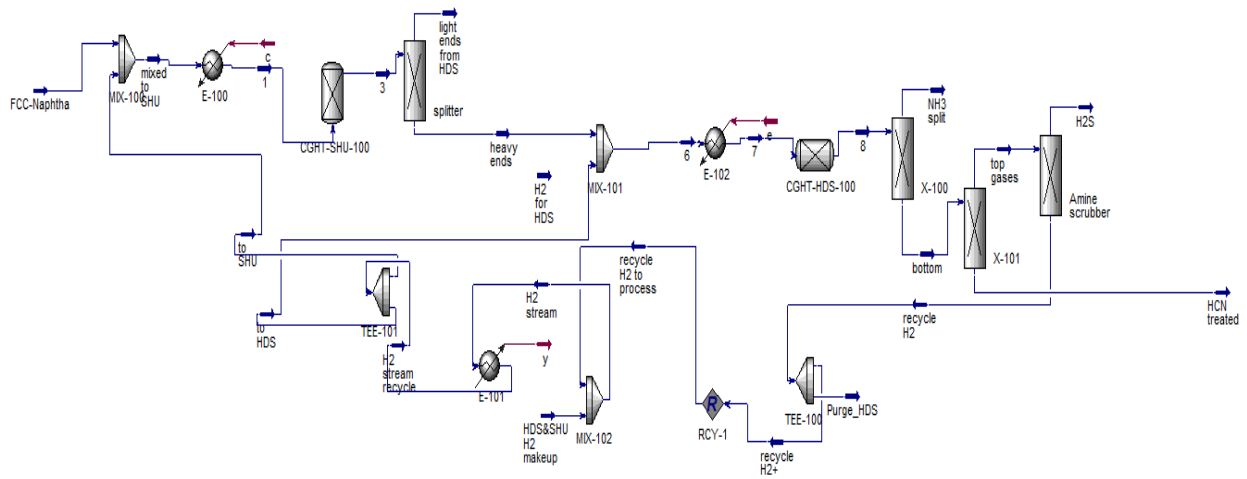 light
ends
from
HDS
FCC-Naphtha
MIX-100
mixed
to
SHU
E-100
c
1
CGHT-SHU-100
3
splitter
heavy
ends
H2
for
HDS
MIX-101
6
E-102
e
7
CGHT-HDS-100
8
NH3
split
X-100
bottom
X-101
top
gases
H2S
Amine
scrubber
HCN
treated
to
SHU
to
HDS
TEE-101
H2
stream
recycle
H2
stream
E-101
y
recycle
H2 to
process
HDS&SHU
H2
makeup
MIX-102
R
RCY-1
recycle
H2+
recycle
H2
TEE-100
Purge_HDS